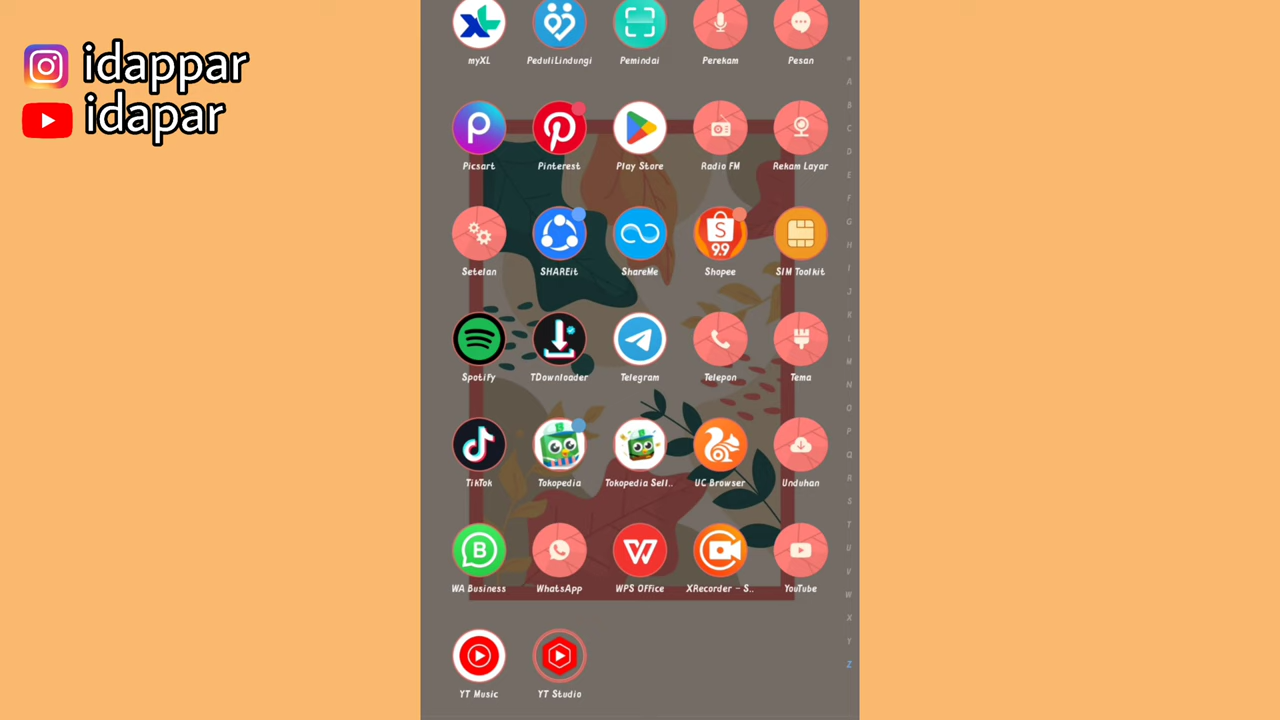 idappar
idapar
myXL PeduliLindungi Pemindai Perekam Pesan
Picsart Pinterest Play Store Radio FM Rekam Layar
S
9.9
Setelan SHAREit ShareMe Shopee SIM Toolkit
Spotify TDownloader Telegram Telepon Tema
TikTok Tokopedia Tokopedia Sell.. UC Browser Unduhan
B
WA Business WhatsApp WPS Office XRecorder - S.. YouTube
YT Music YT Studio
A
B
C
D
E
F
G
H
I
J
K
L
M
N
O
P
Q
R
S
T
U
V
W
X
Y
Z